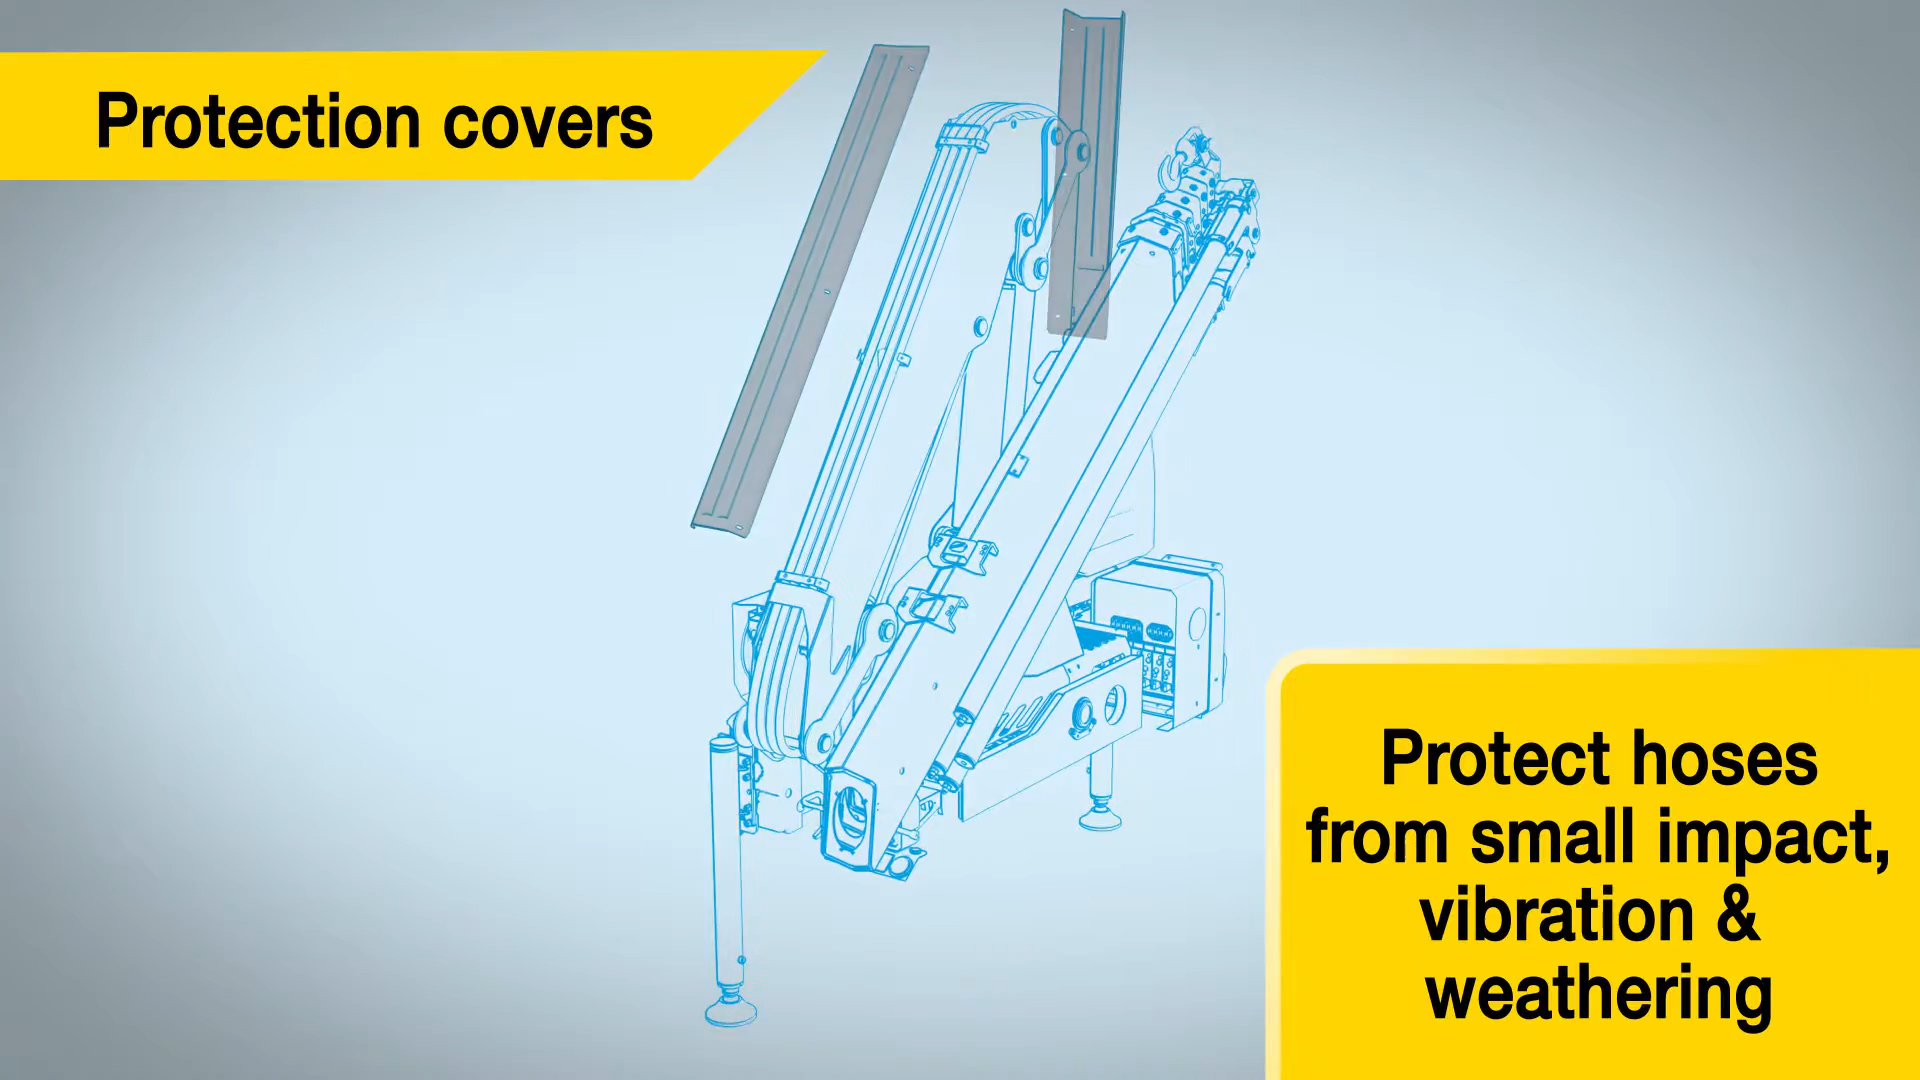 Protection covers
Protect hoses
from small impact,
vibration &
weathering